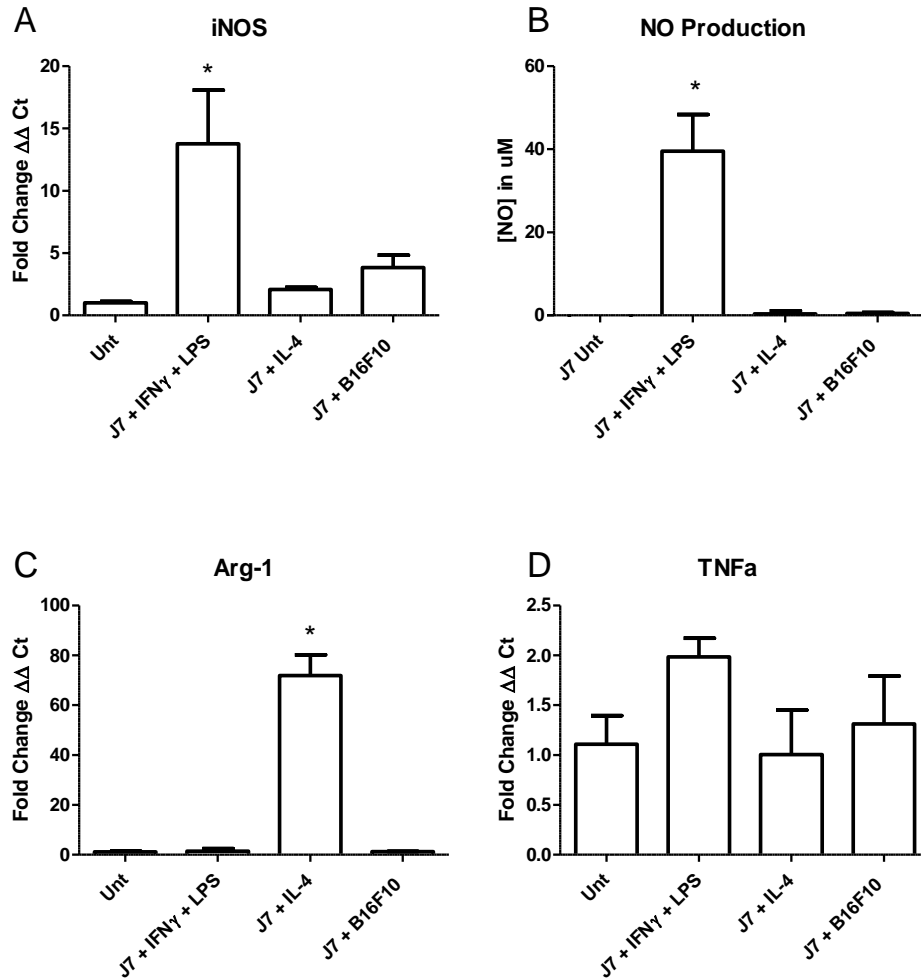 A
iNOS
Fold Change ΔΔ Ct
20
15
10
5
0
*
Unt
J7 + IFNγ + LPS
J7 + IL-4
J7 + B16F10
B
NO Production
[NO] in uM
60
40
20
0
*
J7 Unt
J7 + IFNγ + LPS
J7 + IL-4
J7 + B16F10
C
Arg-1
Fold Change ΔΔ Ct
100
80
60
40
20
0
*
Unt
J7 + IFNγ + LPS
J7 + IL-4
J7 + B16F10
D
TNFa
Fold Change ΔΔ Ct
2.5
2.0
1.5
1.0
0.5
0.0
Unt
J7 + IFNγ + LPS
J7 + IL-4
J7 + B16F10